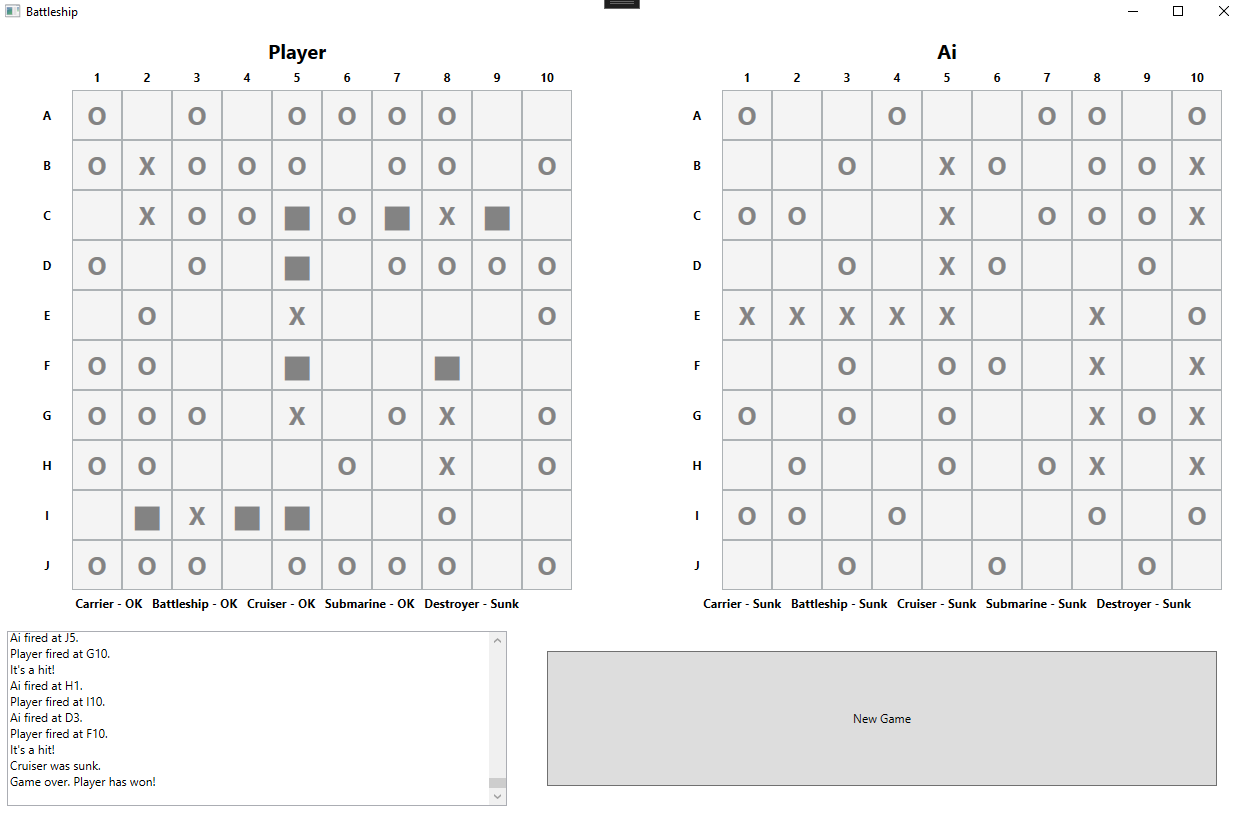 Battleship
Player Ai
1 2 3 4 5 6 7 8 9 10 1 2 3 4 5 6 7 8 9 10
A O O O O O O A O O O O O
B O X O O O O O O B O X O O O X
C X O O O X C O O X O O O X
D O O O O O O D O X O O
E O X O E X X X X X X O
F O O F O O O X X
G O O O X O X O G O O O X O X
H O O O X O H O O O X X
I X O I O O O O O
J O O O O O O O O J O O O
Carrier - OK Battleship - OK Cruiser - OK Submarine - OK Destroyer - Sunk Carrier - Sunk Battleship - Sunk Cruiser - Sunk Submarine - Sunk Destroyer - Sunk
Ai fired at J5.
Player fired at G10.
It's a hit!
Ai fired at H1.
Player fired at I10.
Ai fired at D3.
Player fired at F10.
It's a hit!
Cruiser was sunk.
Game over. Player has won!
New Game